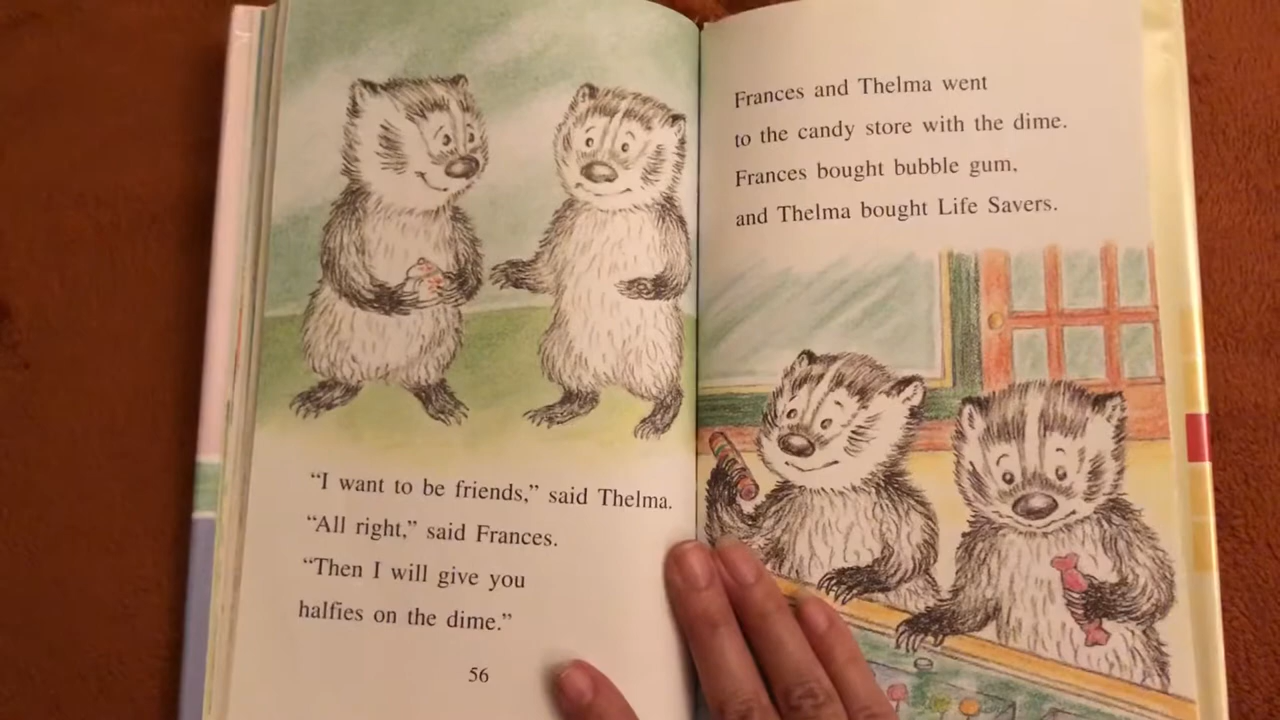 “I want to be friends,” said Thelma.
“All right,” said Frances.
“Then I will give you
halfies on the dime.”
56
Frances and Thelma went
to the candy store with the dime.
Frances bought bubble gum,
and Thelma bought Life Savers.